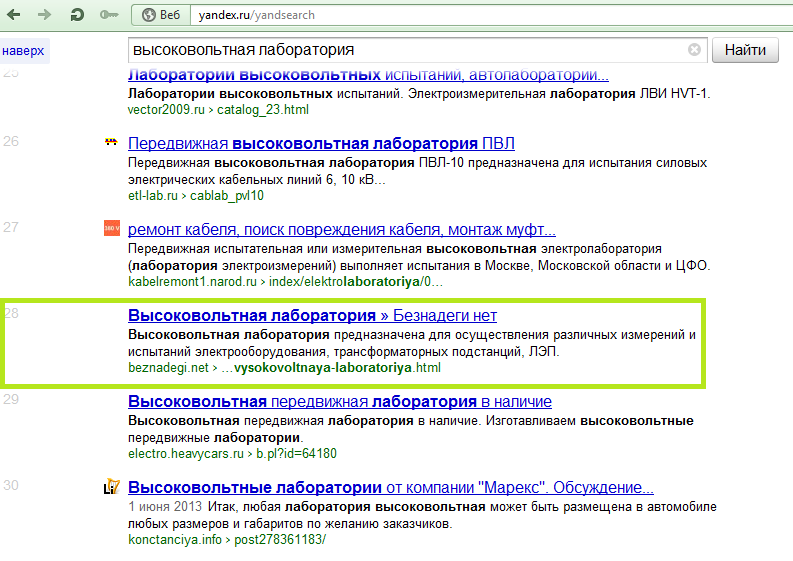 Веб
yandex.ru/yandsearch
наверх
высоковольтная лаборатория
Найти
25
Лаборатории высоковольтных испытаний, автолаборатории...
Лаборатории высоковольтных испытаний. Электроизмерительная лаборатория ЛВИ HVT-1.
vector2009.ru › catalog_23.html
26
Передвижная высоковольтная лаборатория ПВЛ
Передвижная высоковольтная лаборатория ПВЛ-10 предназначена для испытания силовых
электрических кабельных линий 6, 10 кВ...
etl-lab.ru › cablab_pvl10
27
380 V
ремонт кабеля, поиск повреждения кабеля, монтаж муфт...
Передвижная испытательная или измерительная высоковольтная электролаборатория
(лаборатория электроизмерений) выполняет испытания в Москве, Московской области и ЦФО.
kabelremont1.narod.ru › index/elektrolaboratoriya/0...
28
Высоковольтная лаборатория » Безнадеги нет
Высоковольтная лаборатория предназначена для осуществления различных измерений и
испытаний электрооборудования, трансформаторных подстанций, ЛЭП.
beznadegi.net › ...vysokovoltnaya-laboratoriya.html
29
Высоковольтная передвижная лаборатория в наличие
Высоковольтная передвижная лаборатория в наличие. Изготавливаем высоковольтные
передвижные лаборатории.
electro.heavycars.ru › b.pl?id=64180
30
Li
Высоковольтные лаборатории от компании "Марекс". Обсуждение...
1 июня 2013 Итак, любая лаборатория высоковольтная может быть размещена в автомобиле
любых размеров и габаритов по желанию заказчиков.
konctanciya.info › post278361183/